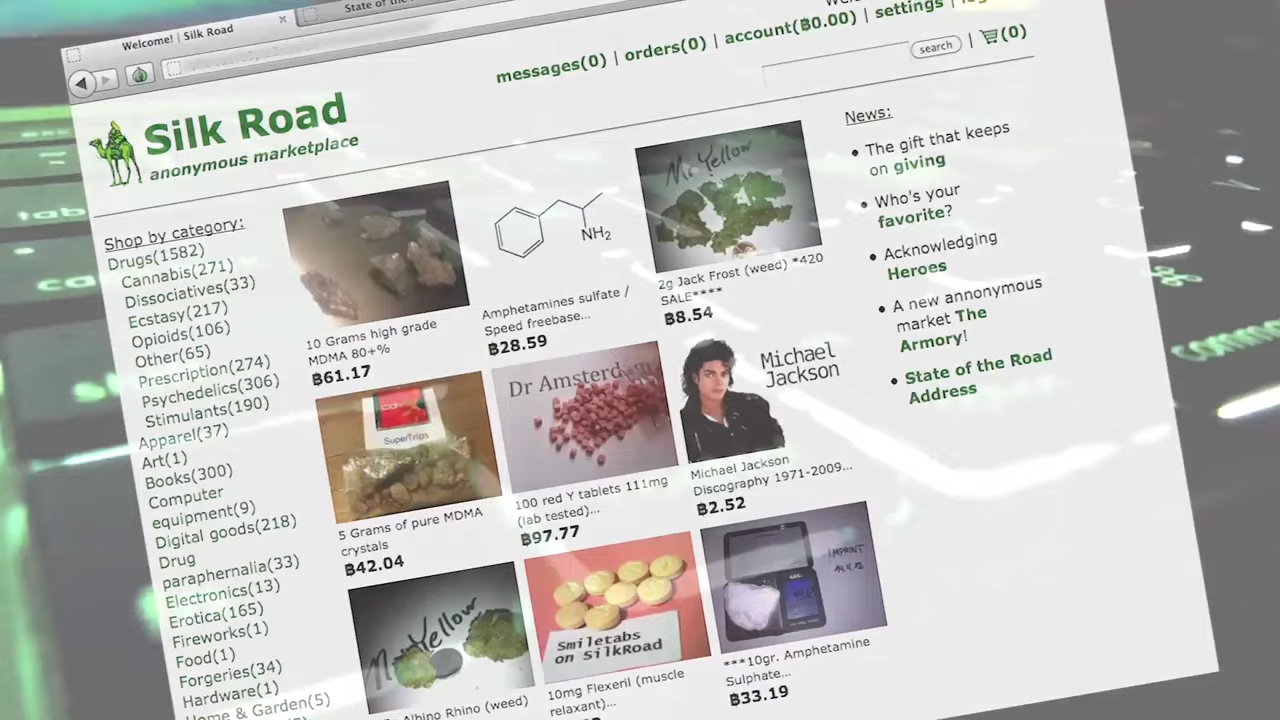 Welcome! | Silk Road
State of the
messages(0) | orders(0) | account(฿0.00) | settings
search
(0)
Silk Road
anonymous marketplace
Shop by category:
Drugs(1582)
Cannabis(271)
Dissociatives(33)
Ecstasy(217)
Opioids(106)
Other(65)
Prescription(274)
Psychedelics(306)
Stimulants(190)
Apparel(37)
Art(1)
Books(300)
Computer
equipment(9)
Digital goods(218)
Drug
paraphernalia(33)
Electronics(13)
Erotica(165)
Fireworks(1)
Food(1)
Forgeries(34)
Hardware(1)
Home & Garden(5)
10 Grams high grade
MDMA 80+%
฿61.17
NH2
Amphetamines sulfate /
Speed freebase...
฿28.59
Mr Yellow
2g Jack Frost (weed) *420
SALE****
฿8.54
SuperTrips
5 Grams of pure MDMA
crystals
฿42.04
Dr Amsterdam
100 red Y tablets 111mg
(lab tested)...
฿97.77
Michael
Jackson
Michael Jackson
Discography 1971-2009...
฿2.52
Mr Yellow
Albino Rhino (weed)
Smiletabs
on SilkRoad
10mg Flexeril (muscle
relaxant)...
IMPRINT
***10gr. Amphetamine
Sulphate...
฿33.19
News:
The gift that keeps
on giving
Who's your
favorite?
Acknowledging
Heroes
A new annonymous
market The
Armory!
State of the Road
Address
tab